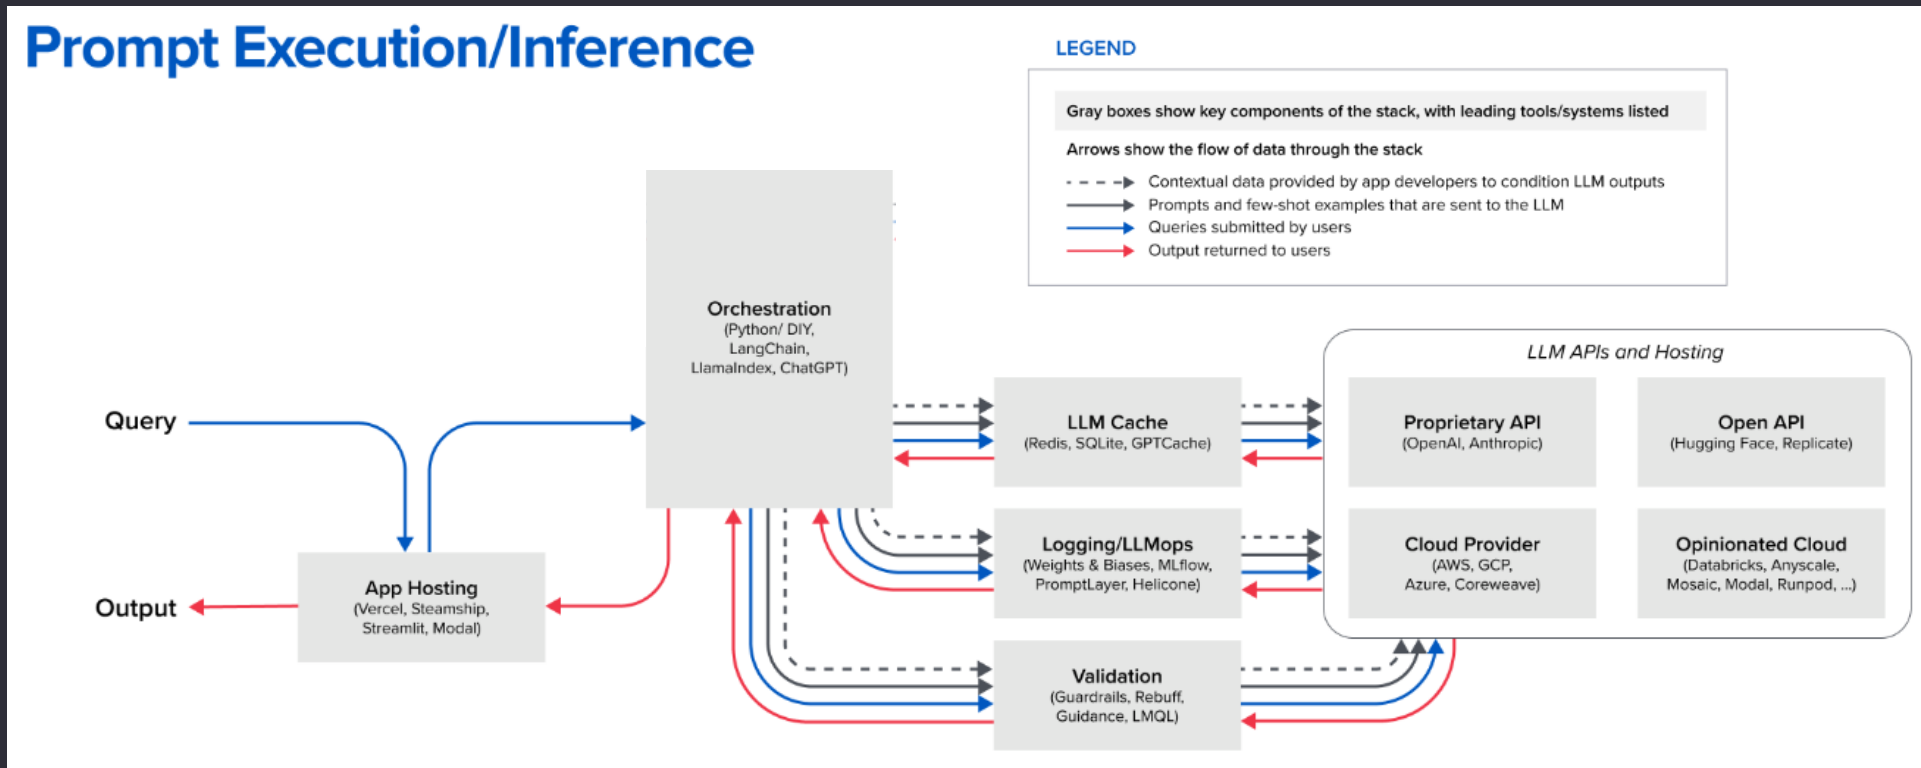 Prompt Execution/Inference
LEGEND
Gray boxes show key components of the stack, with leading tools/systems listed
Arrows show the flow of data through the stack
Contextual data provided by app developers to condition LLM outputs
Prompts and few-shot examples that are sent to the LLM
Queries submitted by users
Output returned to users
Orchestration
(Python/ DIY,
LangChain,
LlamaIndex, ChatGPT)
Query
Output
App Hosting
(Vercel, Steamship,
Streamlit, Modal)
LLM Cache
(Redis, SQLite, GPTCache)
Logging/LLMops
(Weights & Biases, MLflow,
PromptLayer, Helicone)
Validation
(Guardrails, Rebuff,
Guidance, LMQL)
LLM APIs and Hosting
Proprietary API
(OpenAI, Anthropic)
Open API
(Hugging Face, Replicate)
Cloud Provider
(AWS, GCP,
Azure, Coreweave)
Opinionated Cloud
(Databricks, Anyscale,
Mosaic, Modal, Runpod, ...)